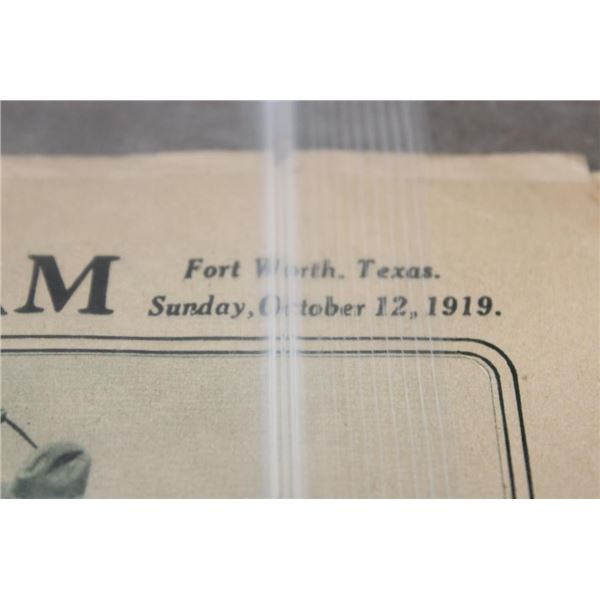 AM
Fort Worth, Texas.
Sunday, October 12, 1919.